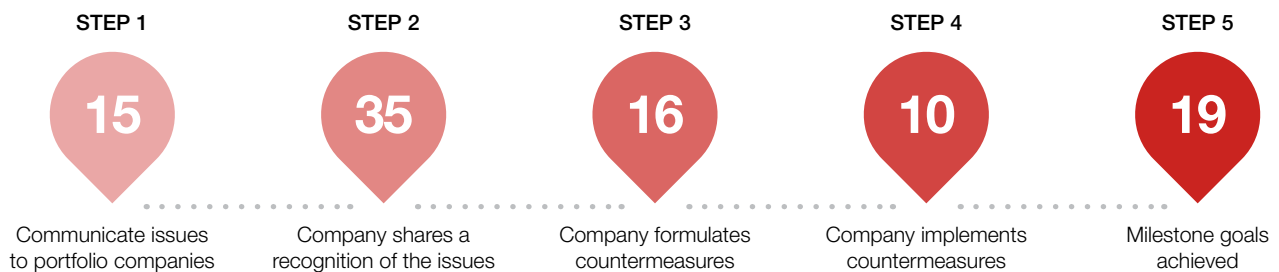 STEP 1
STEP 2
STEP 3
STEP 4
STEP 5
15
35
16
10
19
Communicate issues
to portfolio companies
Company shares a
recognition of the issues
Company formulates
countermeasures
Company implements
countermeasures
Milestone goals
achieved